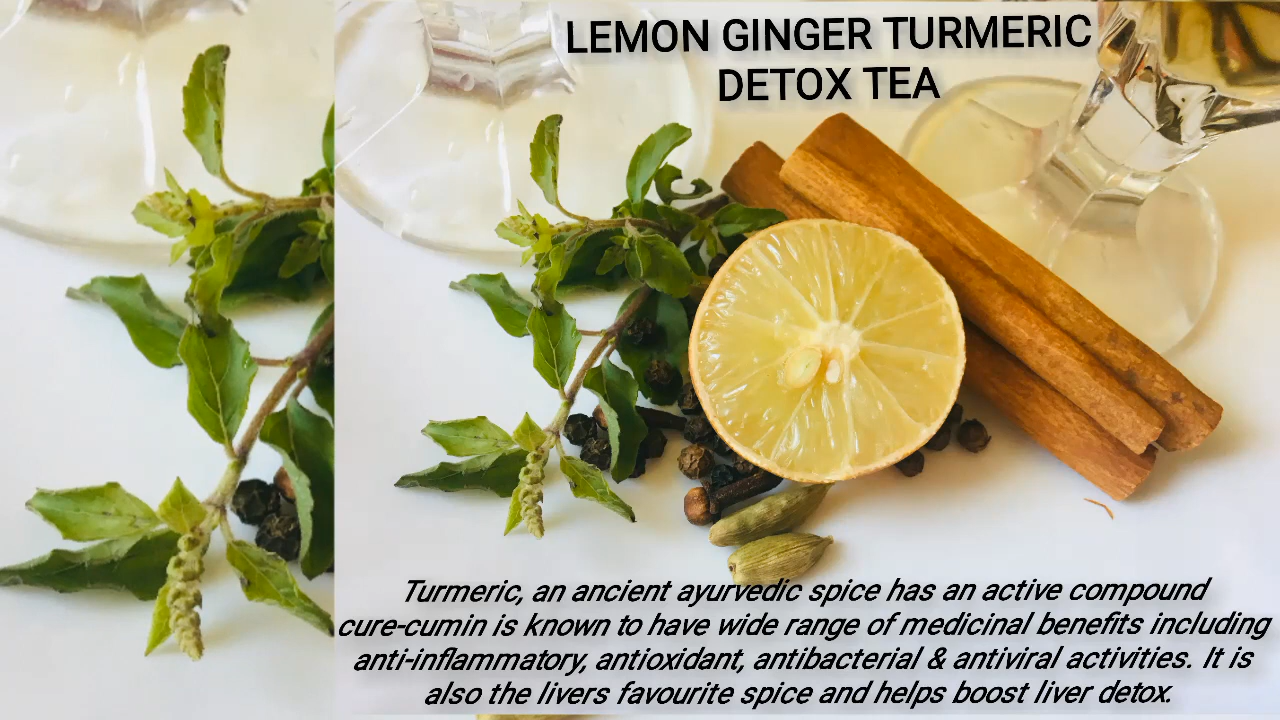 LEMON GINGER TURMERIC
DETOX TEA
Turmeric, an ancient ayurvedic spice has an active compound
cure-cumin is known to have wide range of medicinal benefits including
anti-inflammatory, antioxidant, antibacterial & antiviral activities. It is
also the livers favourite spice and helps boost liver detox.